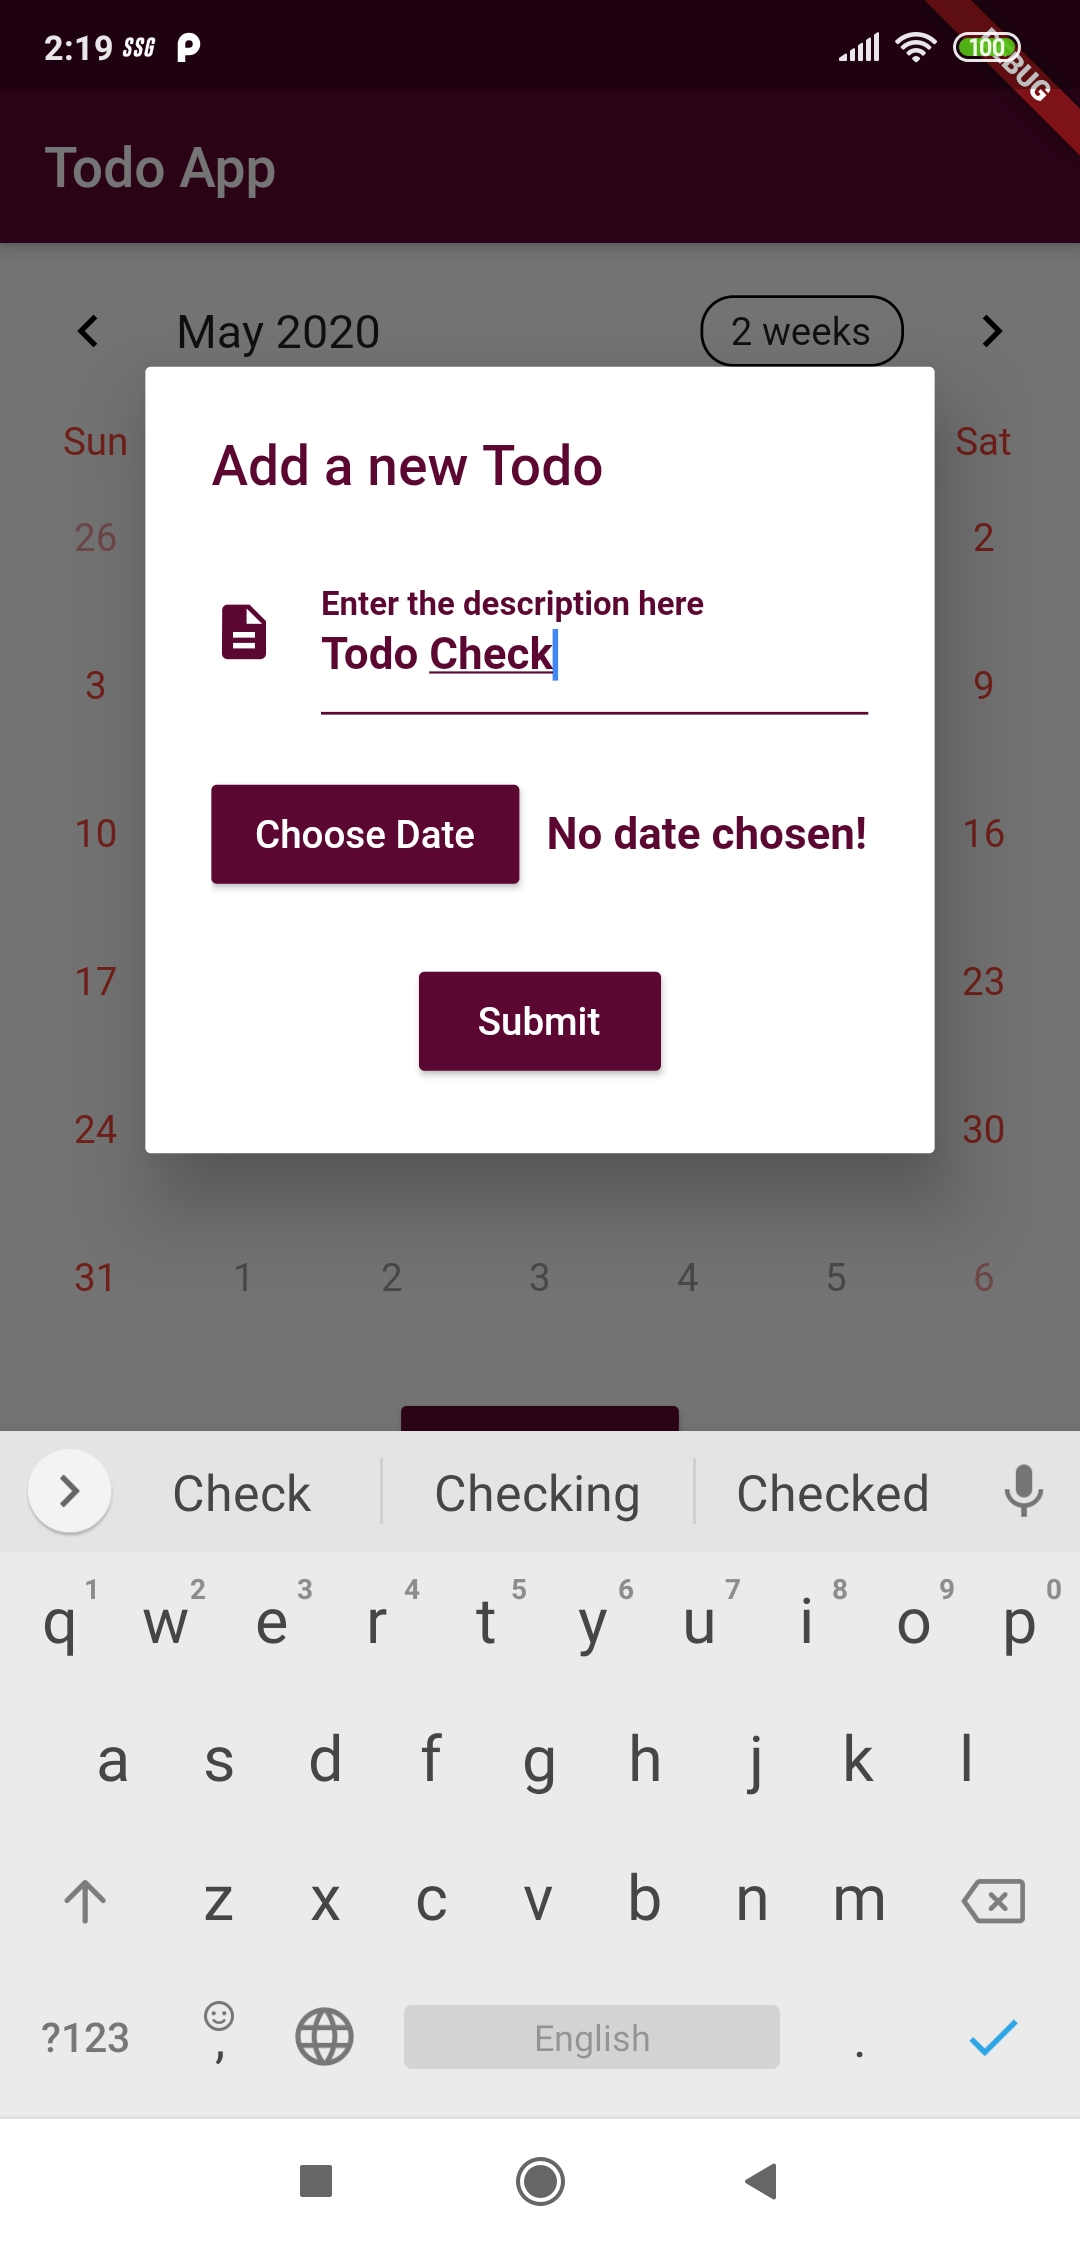 2:19 SSG
100
DEBUG
Todo App
May 2020 2 weeks
Sun Sat
26 2
Add a new Todo
Enter the description here
Todo Check
3 9
Choose Date No date chosen!
10 16
17 23
Submit
24 30
31 1 2 3 4 5 6
Check Checking Checked
1 2 3 4 5 6 7 8 9 0
q w e r t y u i o p
a s d f g h j k l
z x c v b n m
?123 , English .